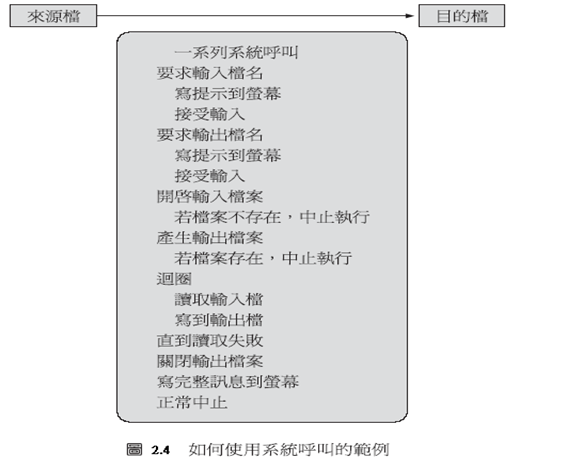 來源檔
目的檔
一系列系統呼叫
要求輸入檔名
寫提示到螢幕
接受輸入
要求輸出檔名
寫提示到螢幕
接受輸入
開啟輸入檔案
若檔案不存在，中止執行
產生輸出檔案
若檔案存在，中止執行
迴圈
讀取輸入檔
寫到輸出檔
直到讀取失敗
關閉輸出檔案
寫完整訊息到螢幕
正常中止
圖 2.4 如何使用系統呼叫的範例